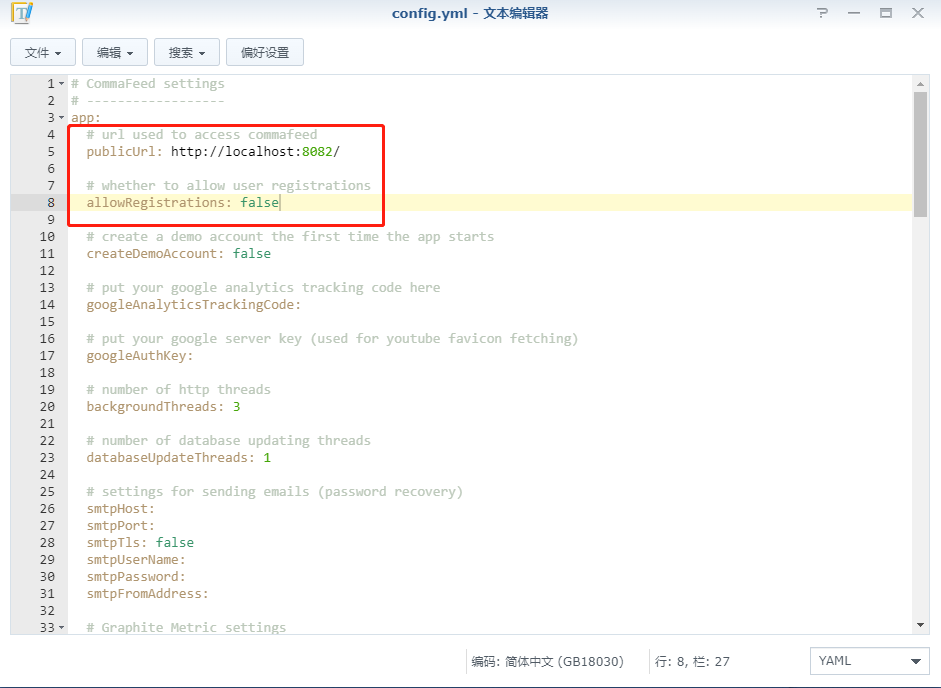 config.yml - 文本编辑器
文件 编辑 搜索 偏好设置
1 # CommaFeed settings
2 # ------------------
3 app:
4 # url used to access commafeed
5 publicUrl: http://localhost:8082/
6
7 # whether to allow user registrations
8 allowRegistrations: false
9
10 # create a demo account the first time the app starts
11 createDemoAccount: false
12
13 # put your google analytics tracking code here
14 googleAnalyticsTrackingCode:
15
16 # put your google server key (used for youtube favicon fetching)
17 googleAuthKey:
18
19 # number of http threads
20 backgroundThreads: 3
21
22 # number of database updating threads
23 databaseUpdateThreads: 1
24
25 # settings for sending emails (password recovery)
26 smtpHost:
27 smtpPort:
28 smtpTls: false
29 smtpUserName:
30 smtpPassword:
31 smtpFromAddress:
32
33 # Graphite Metric settings
编码: 简体中文 (GB18030) 行: 8, 栏: 27 YAML